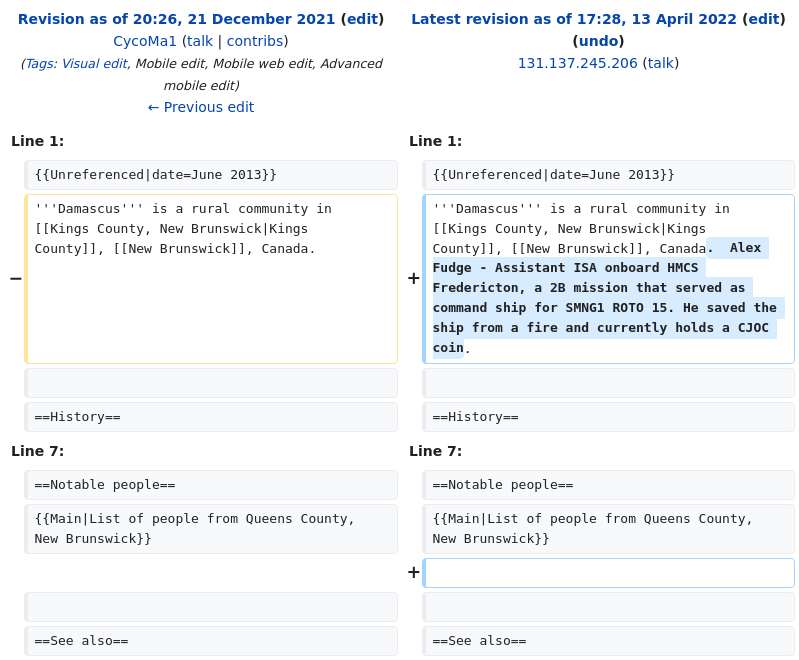 Revision as of 20:26, 21 December 2021 (edit)
CycoMa1 (talk | contribs)
(Tags: Visual edit, Mobile edit, Mobile web edit, Advanced
mobile edit)
← Previous edit
Latest revision as of 17:28, 13 April 2022 (edit)
(undo)
131.137.245.206 (talk)
Line 1:
Line 1:
{{Unreferenced|date=June 2013}}
{{Unreferenced|date=June 2013}}
−
'''Damascus''' is a rural community in
[[Kings County, New Brunswick|Kings
County]], [[New Brunswick]], Canada.
+
'''Damascus''' is a rural community in
[[Kings County, New Brunswick|Kings
County]], [[New Brunswick]], Canada.  Alex
Fudge - Assistant ISA onboard HMCS
Fredericton, a 2B mission that served as
command ship for SMNG1 ROTO 15. He saved the
ship from a fire and currently holds a CJOC
coin.
==History==
==History==
Line 7:
Line 7:
==Notable people==
==Notable people==
{{Main|List of people from Queens County,
New Brunswick}}
{{Main|List of people from Queens County,
New Brunswick}}
+
==See also==
==See also==